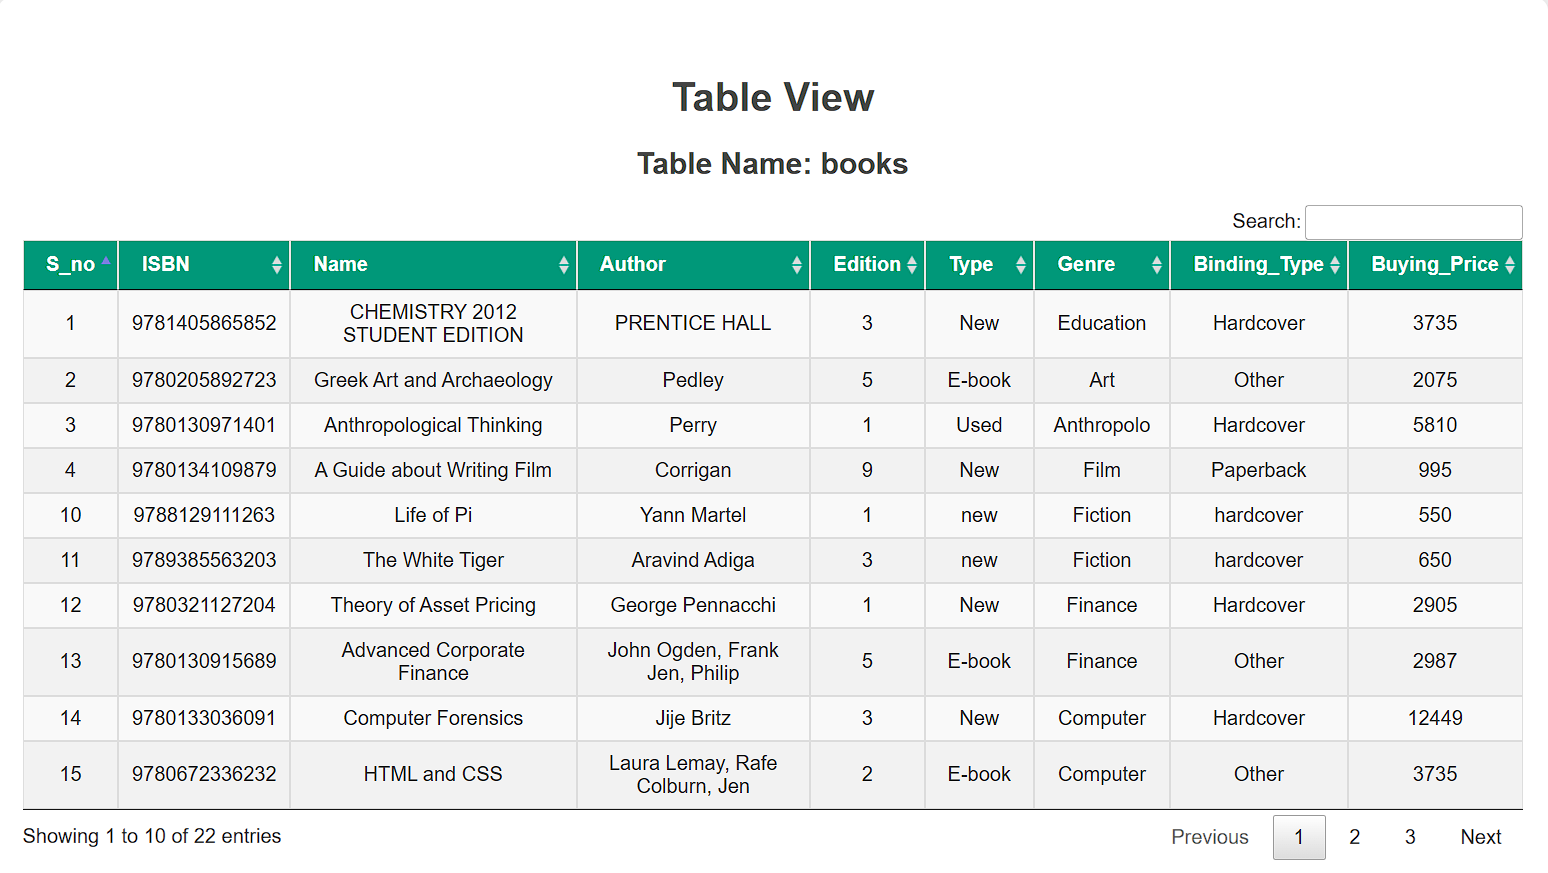 Table View
Table Name: books
Search:
S_no ISBN Name Author Edition Type Genre Binding_Type Buying_Price
1 9781405865852 CHEMISTRY 2012 STUDENT EDITION PRENTICE HALL 3 New Education Hardcover 3735
2 9780205892723 Greek Art and Archaeology Pedley 5 E-book Art Other 2075
3 9780130971401 Anthropological Thinking Perry 1 Used Anthropolo Hardcover 5810
4 9780134109879 A Guide about Writing Film Corrigan 9 New Film Paperback 995
10 9788129111263 Life of Pi Yann Martel 1 new Fiction hardcover 550
11 9789385563203 The White Tiger Aravind Adiga 3 new Fiction hardcover 650
12 9780321127204 Theory of Asset Pricing George Pennacchi 1 New Finance Hardcover 2905
13 9780130915689 Advanced Corporate Finance John Ogden, Frank Jen, Philip 5 E-book Finance Other 2987
14 9780133036091 Computer Forensics Jije Britz 3 New Computer Hardcover 12449
15 9780672336232 HTML and CSS Laura Lemay, Rafe Colburn, Jen 2 E-book Computer Other 3735
Showing 1 to 10 of 22 entries Previous 1 2 3 Next